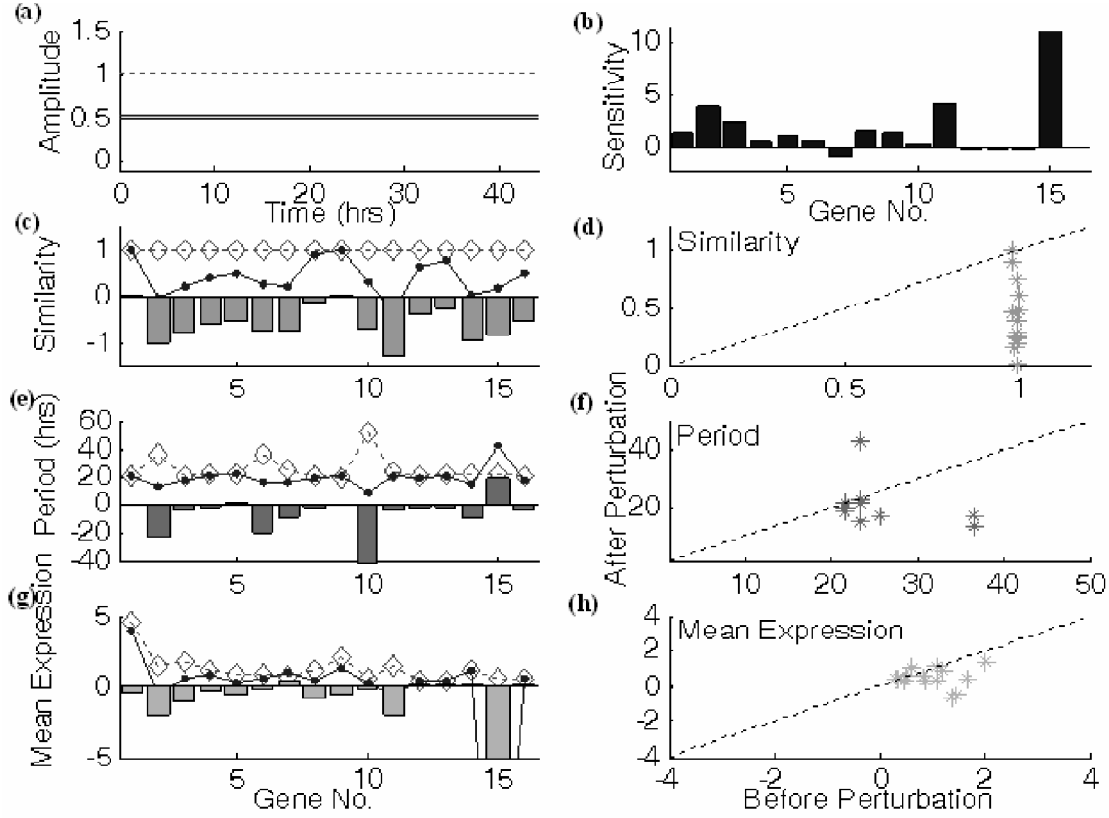 (a)
1.5
1
0.5
0
Amplitude
0 10 20 30 40
Time (hrs)
(b)
10
5
0
Sensitivity
5 10 15
Gene No.
(c)
1
0
-1
Similarity
5 10 15
(d)
Similarity
1
0.5
0
0 0.5 1
(e)
60
40
20
0
-20
-40
Period (hrs)
5 10 15
(f)
Period
40
20
After Perturbation
10 20 30 40 50
(g)
5
0
-5
Mean Expression
5 10 15
Gene No.
(h)
Mean Expression
4
2
0
-2
-4
-4 -2 0 2 4
Before Perturbation